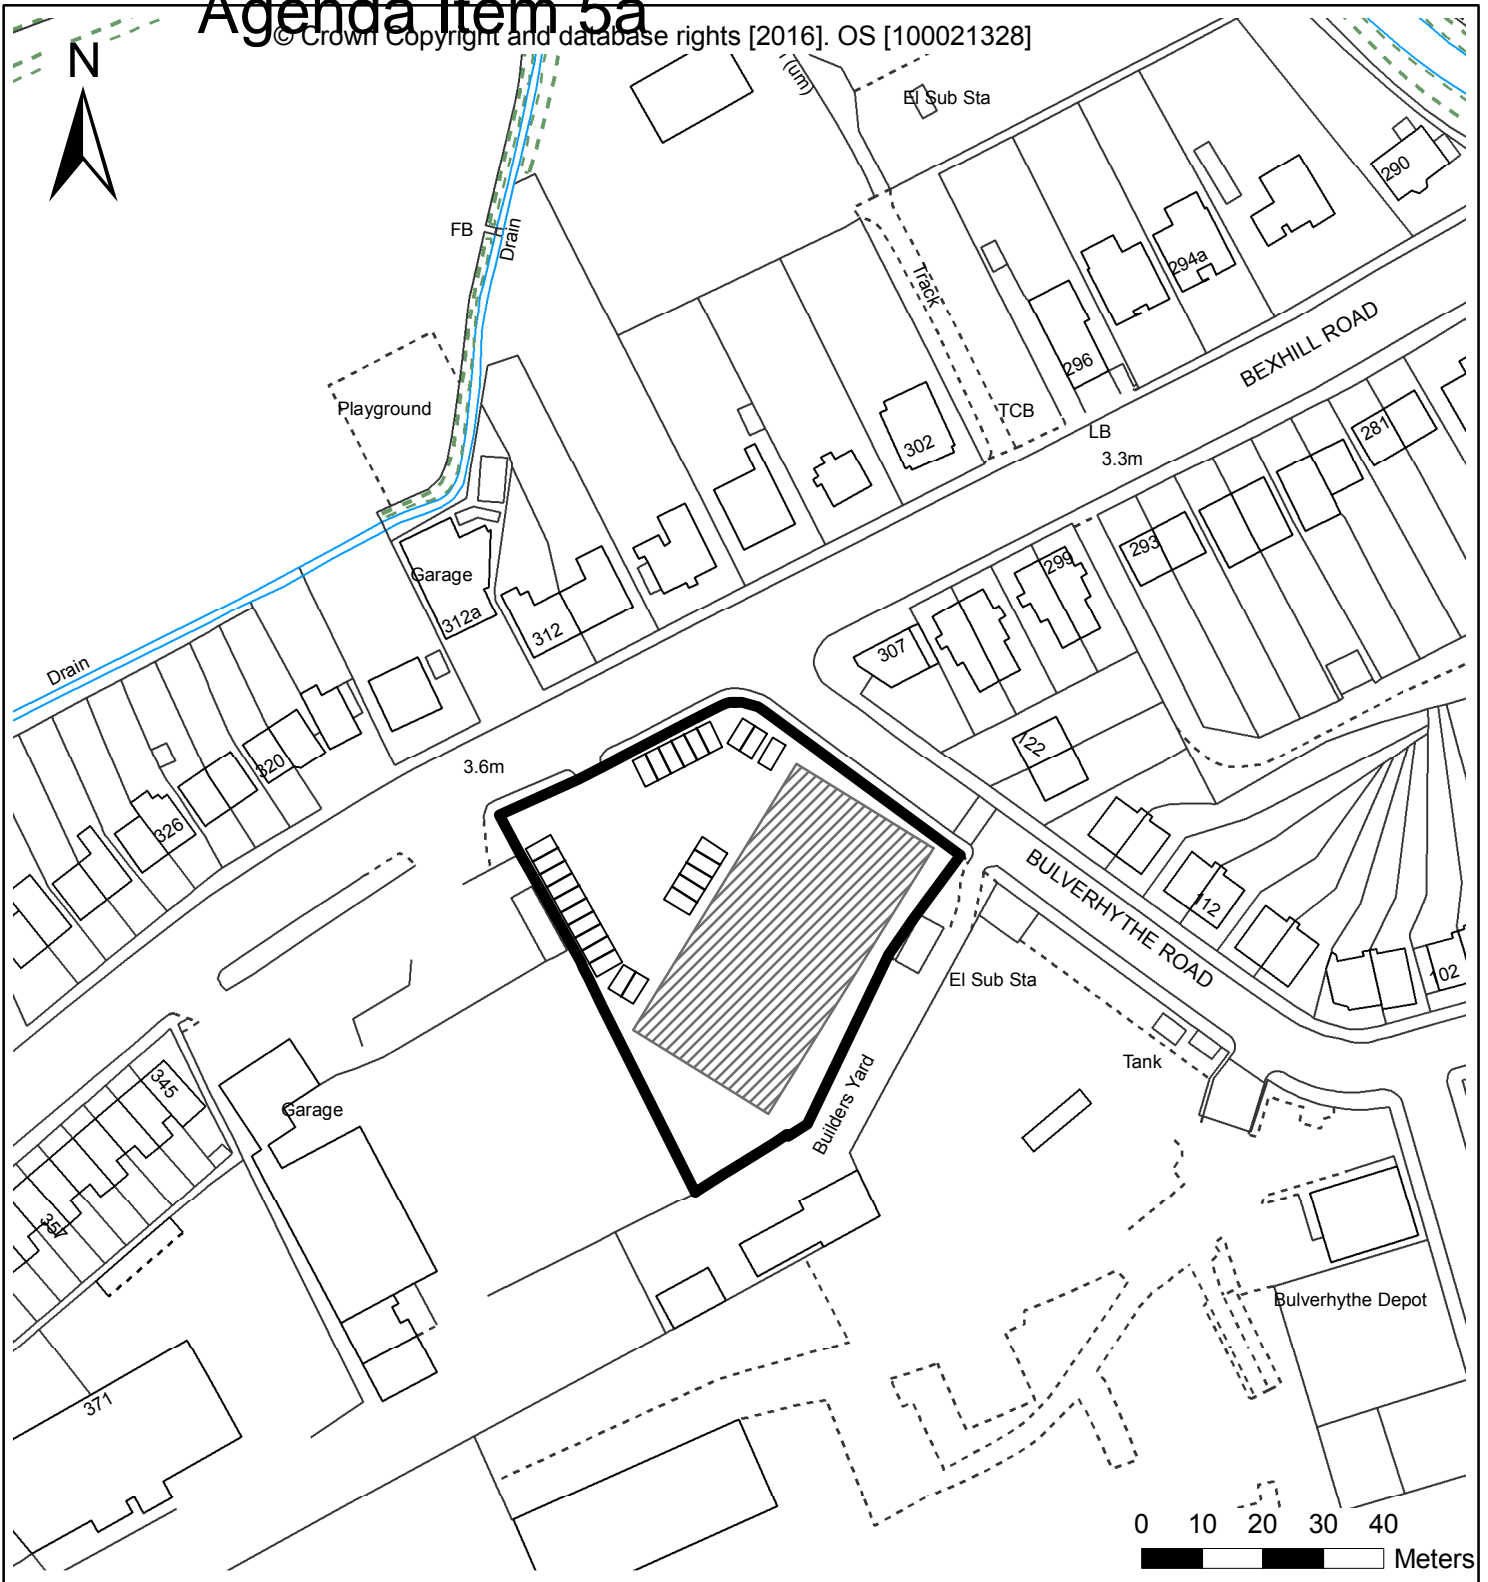 Agenda Item 5a
© Crown Copyright and database rights [2016]. OS [100021328]
N
(um)
El Sub Sta
290
FB
Drain
294a
Track
BEXHILL ROAD
296
Playground
TCB
LB
3.3m
302
281
293
299
Garage
312a
312
307
Drain
122
320
3.6m
326
BULVERHYTHE ROAD
112
102
El Sub Sta
Tank
345
Garage
Builders Yard
357
Bulverhythe Depot
371
0 10 20 30 40
Meters